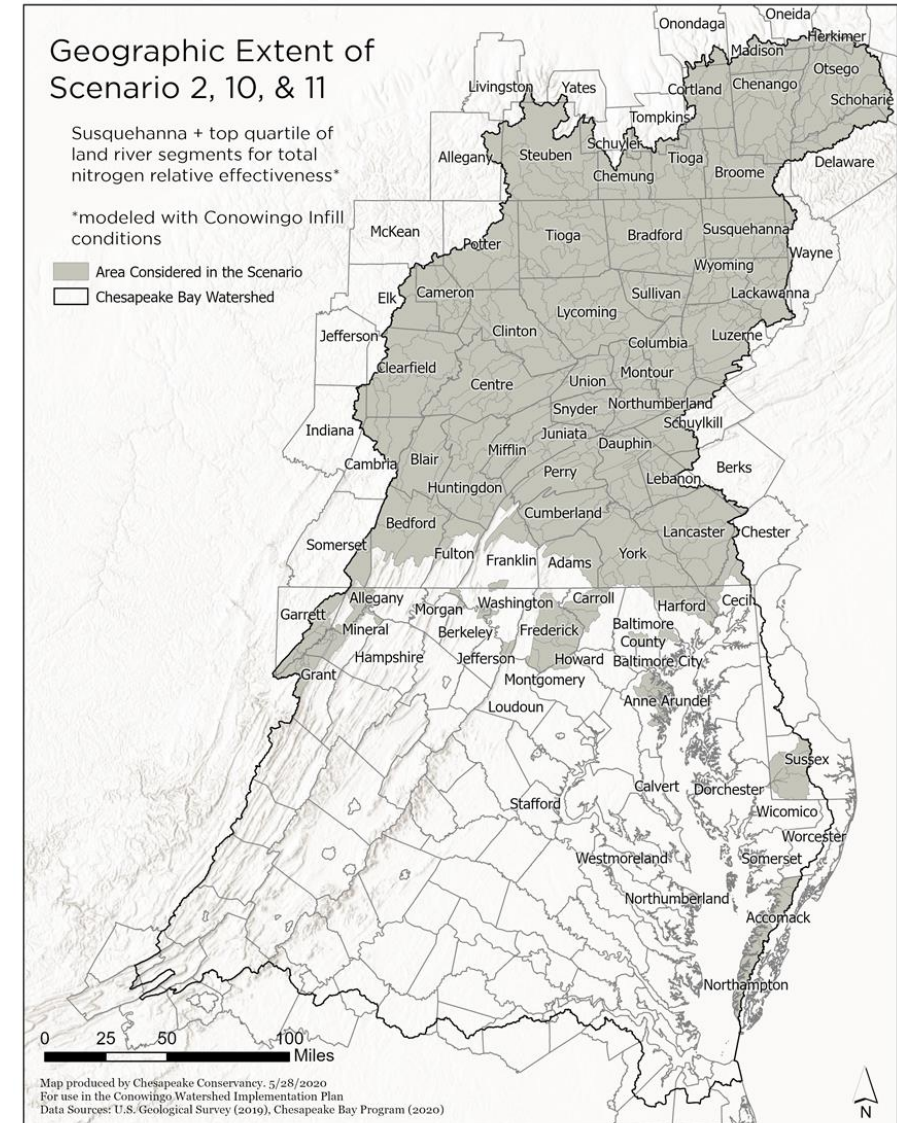 Geographic Extent of
Scenario 2, 10, & 11
Susquehanna + top quartile of
land river segments for total
nitrogen relative effectiveness*
*modeled with Conowingo Infill
conditions
Area Considered in the Scenario
Chesapeake Bay Watershed
Oneida
Onondaga
Herkimer
Madison
Otsego
Livingston
Yates
Cortland
Chenango
Schoharie
Tompkins
Schuyler
Allegany
Steuben
Tioga
Delaware
Chemung
Broome
McKean
Potter
Tioga
Bradford
Susquehanna
Wayne
Wyoming
Elk
Cameron
Sullivan
Lackawanna
Lycoming
Jefferson
Clinton
Luzerne
Columbia
Clearfield
Montour
Centre
Union
Snyder
Northumberland
Schuylkill
Indiana
Juniata
Dauphin
Mifflin
Cambria
Blair
Perry
Berks
Lebanon
Huntingdon
Cumberland
Bedford
Lancaster
Chester
Somerset
Fulton
Franklin
Adams
York
Allegany
Washington
Carroll
Cecil
Garrett
Morgan
Harford
Mineral
Berkeley
Frederick
Baltimore
County
Hampshire
Jefferson
Howard
Baltimore City
Grant
Montgomery
Anne Arundel
Loudoun
Sussex
Calvert
Dorchester
Stafford
Wicomico
Worcester
Westmoreland
Somerset
Northumberland
Accomack
Northampton
0 25 50 100
Miles
Map produced by Chesapeake Conservancy. 5/28/2020
For use in the Conowingo Watershed Implementation Plan
Data Sources: U.S. Geological Survey (2019), Chesapeake Bay Program (2020)
N